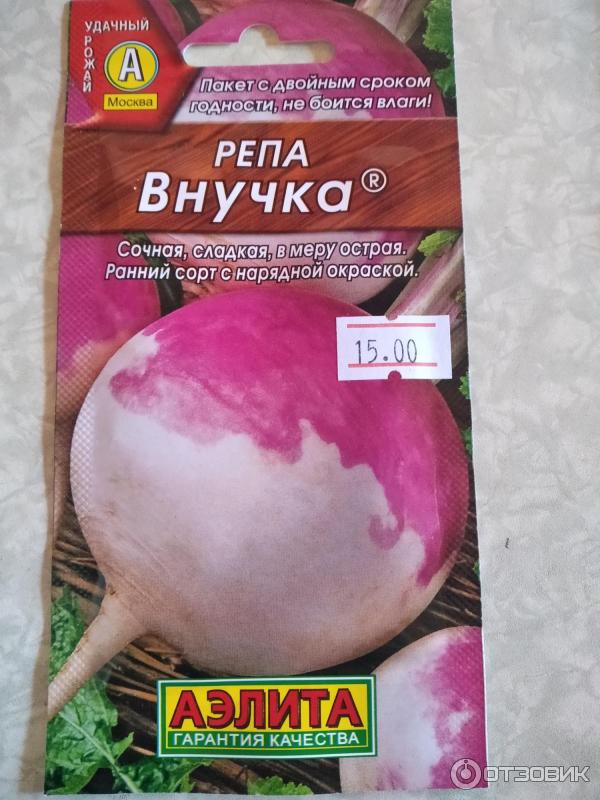 УДАЧНЫЙ
УРОЖАЙ
А
Москва
Пакет с двойным сроком
годности, не боится влаги!
РЕПА
Внучка®
Сочная, сладкая, в меру острая.
Ранний сорт с нарядной окраской.
15.00
АЭЛИТА
ГАРАНТИЯ КАЧЕСТВА
ОТЗОВИК